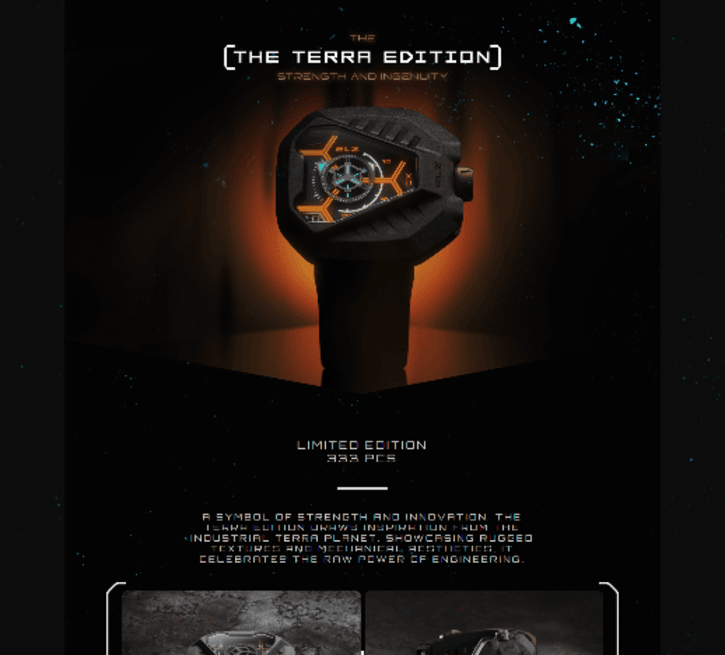 THE
[THE TERRA EDITION]
STRENGTH AND INGENUITY
LIMITED EDITION
333 PCS
A SYMBOL OF STRENGTH AND INNOVATION, THE
TERRA EDITION DRAWS INSPIRATION FROM THE
INDUSTRIAL TERRA PLANET, SHOWCASING RUGGED
TEXTURES AND MECHANICAL AESTHETICS, IT
CELEBRATES THE RAW POWER OF ENGINEERING.